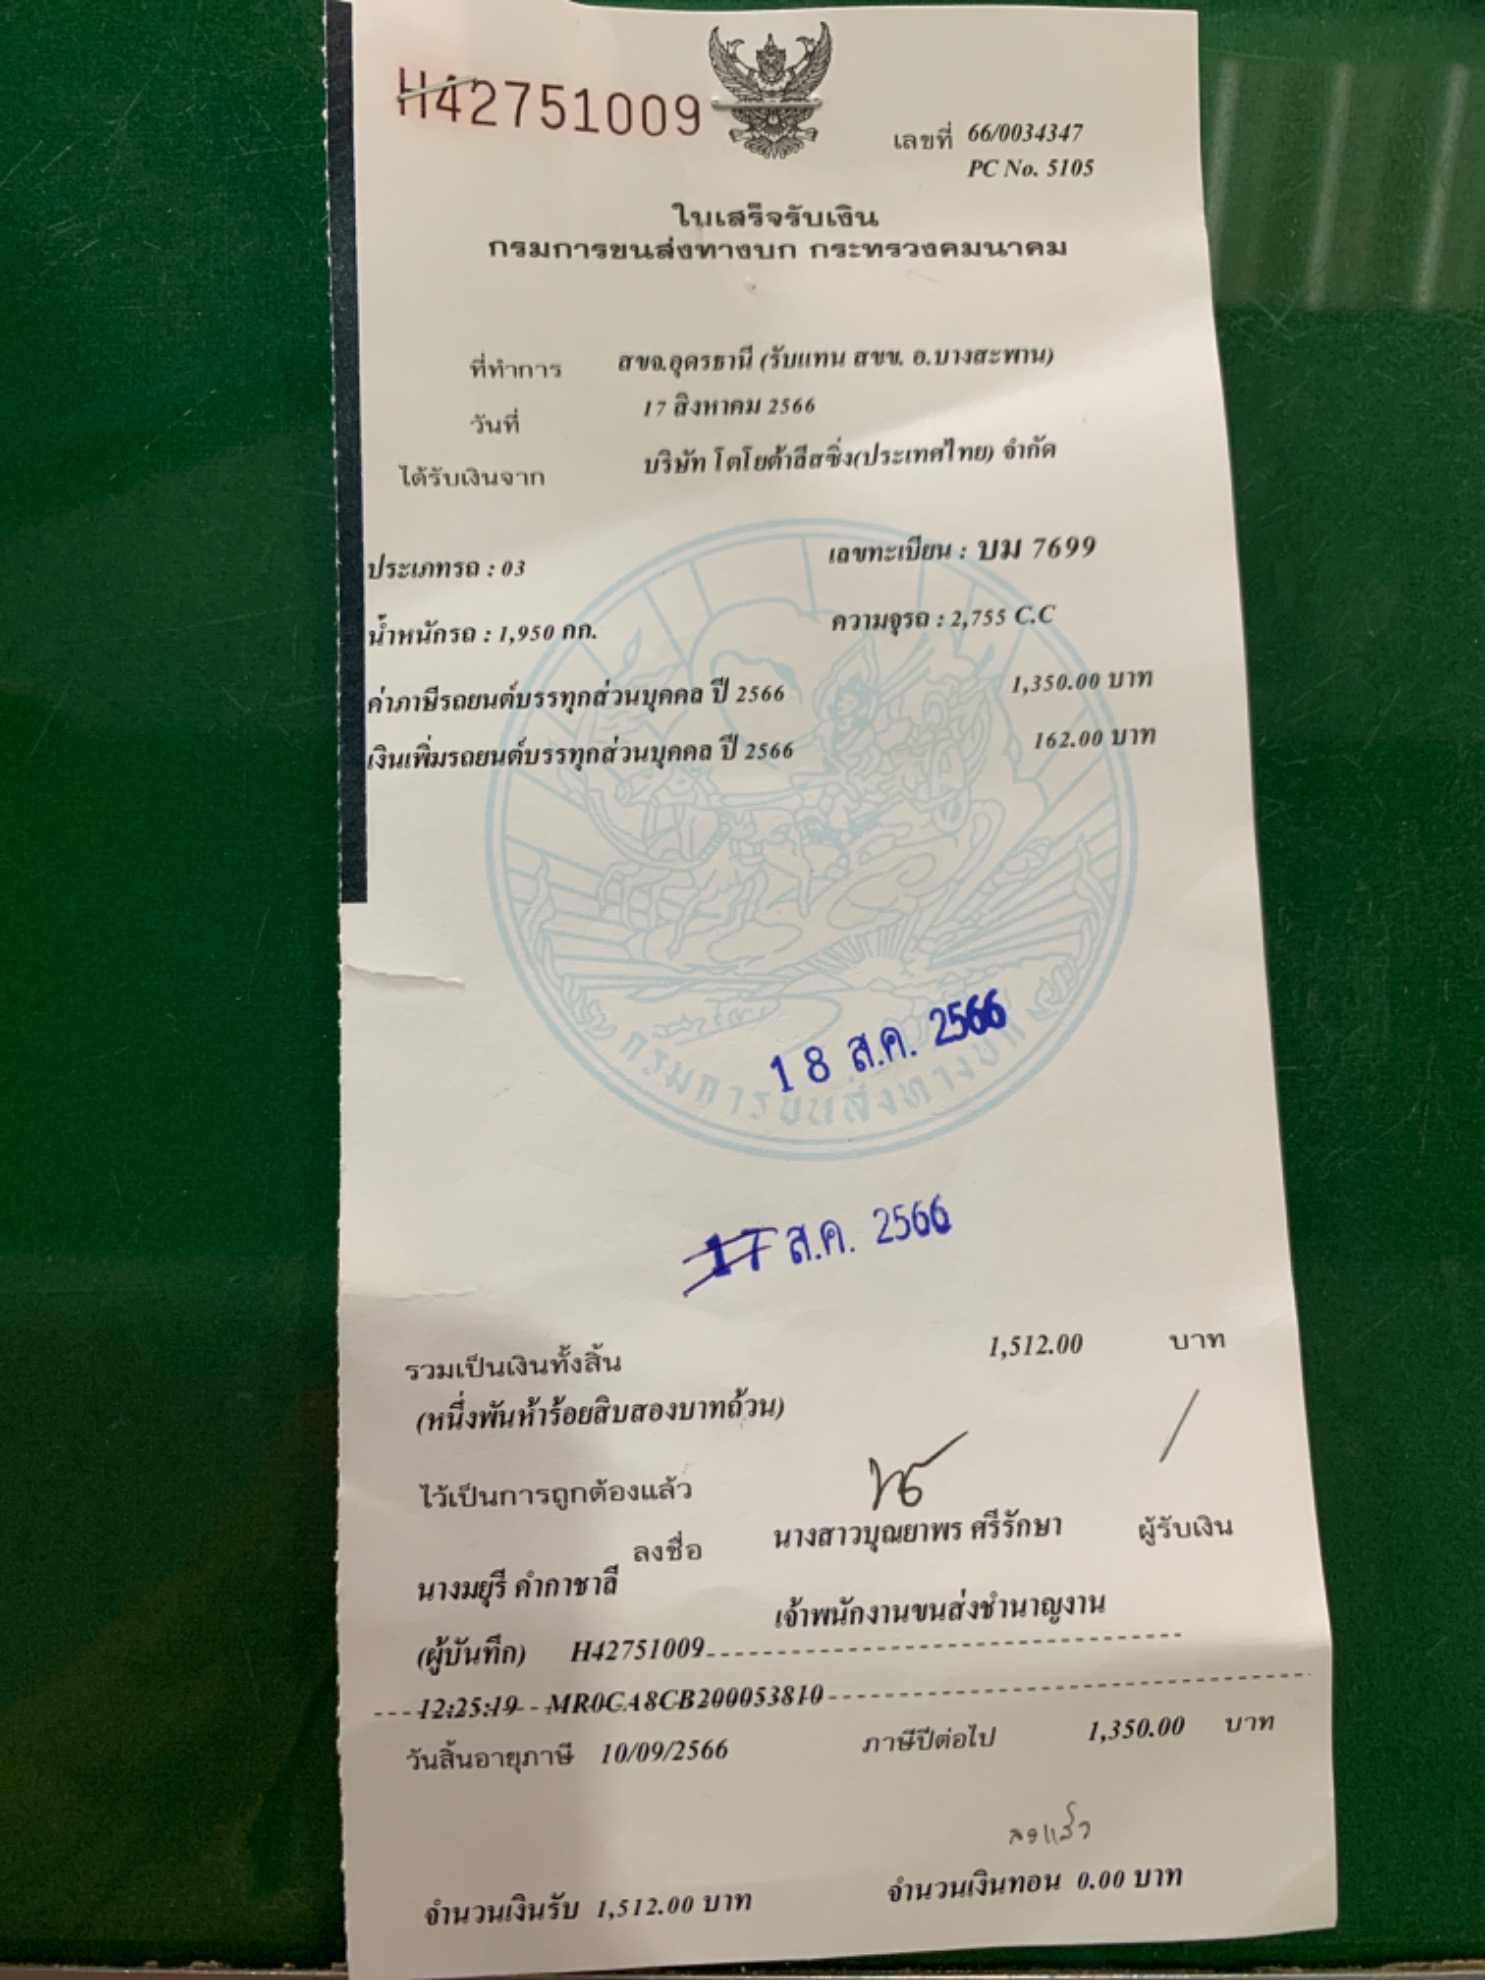 H42751009
เลขที่ 66/0034347
PC No. 5105
ใบเสร็จรับเงิน
กรมการขนส่งทางบก กระทรวงคมนาคม
ที่ทำการ สขจ.อุดรธานี (รับแทน สขข. อ.บางสะพาน)
วันที่ 17 สิงหาคม 2566
ได้รับเงินจาก บริษัท โตโยต้าลีสซิ่ง(ประเทศไทย) จำกัด
ประเภทรถ : 03 เลขทะเบียน : บม 7699
น้ำหนักรถ : 1,950 กก. ความจุรถ : 2,755 C.C
ค่าภาษีรถยนต์บรรทุกส่วนบุคคล ปี 2566 1,350.00 บาท
เงินเพิ่มรถยนต์บรรทุกส่วนบุคคล ปี 2566 162.00 บาท
18 ส.ค. 2566
กรมการขนส่งทางบก
17 ส.ค. 2566
รวมเป็นเงินทั้งสิ้น 1,512.00 บาท
(หนึ่งพันห้าร้อยสิบสองบาทถ้วน)
ไว้เป็นการถูกต้องแล้ว
ลงชื่อ นางสาวบุณยาพร ศรีรักษา ผู้รับเงิน
นางมยุรี คำกาชาลี
เจ้าพนักงานขนส่งชำนาญงาน
(ผู้บันทึก) H42751009
12:25:19 MR0CA8CB200053810
วันสิ้นอายุภาษี 10/09/2566 ภาษีปีต่อไป 1,350.00 บาท
ลงแล้ว
จำนวนเงินรับ 1,512.00 บาท จำนวนเงินทอน 0.00 บาท